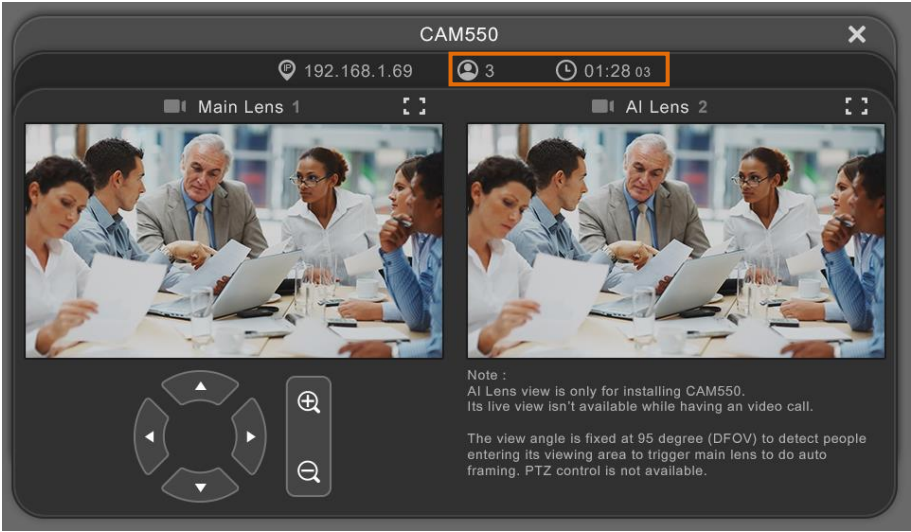 CAM550
IP 192.168.1.69 3 01:28 03
Main Lens 1
AI Lens 2
Note :
AI Lens view is only for installing CAM550.
Its live view isn't available while having an video call.
The view angle is fixed at 95 degree (DFOV) to detect people
entering its viewing area to trigger main lens to do auto
framing. PTZ control is not available.